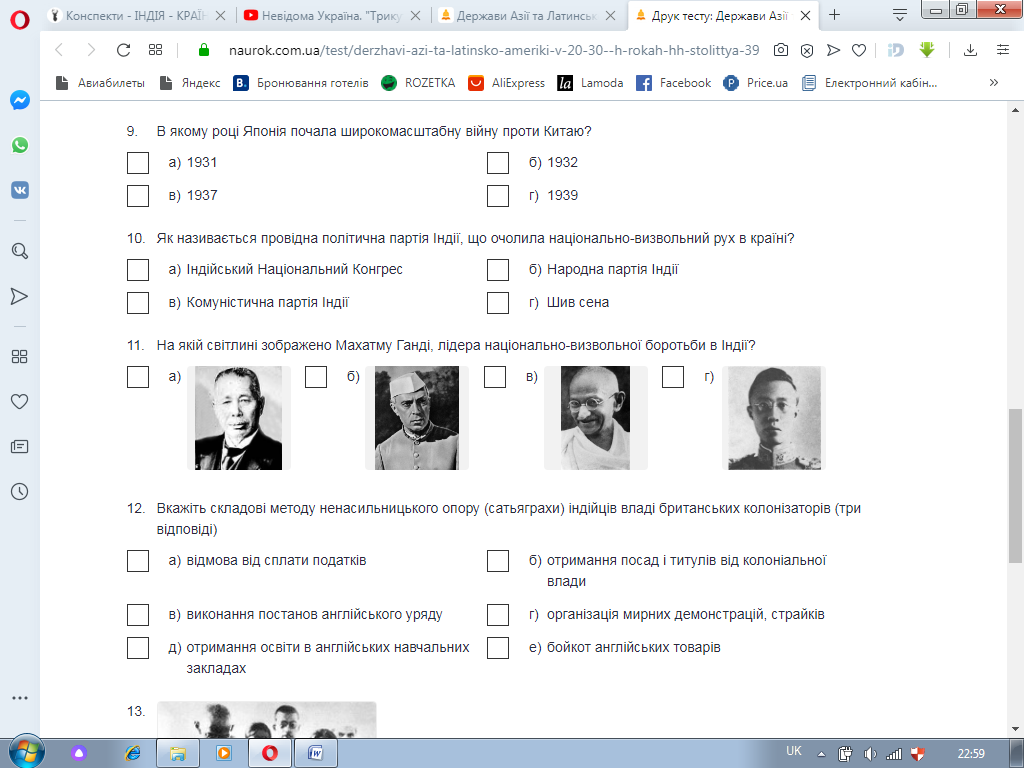 Конспекти - ІНДІЯ - КРАЇН
Невідома Україна. "Трику
Держави Азії та Латинськ
Друк тесту: Держави Азії
naurok.com.ua/test/derzhavi-azi-ta-latinsko-ameriki-v-20-30--h-rokah-hh-stolittya-39
Авиабилеты
Яндекс
B. Бронювання готелів
ROZETKA
AliExpress
la Lamoda
Facebook
P Price.ua
Електронний кабін...
9. В якому році Японія почала широкомасштабну війну проти Китаю?
а) 1931
б) 1932
в) 1937
г) 1939
10. Як називається провідна політична партія Індії, що очолила національно-визвольний рух в країні?
а) Індійський Національний Конгрес
б) Народна партія Індії
в) Комуністична партія Індії
г) Шив сена
11. На якій світлині зображено Махатму Ганді, лідера національно-визвольної боротьби в Індії?
а)
б)
в)
г)
12. Вкажіть складові методу ненасильницького опору (сатьяграхи) індійців владі британських колонізаторів (три
відповіді)
а) відмова від сплати податків
б) отримання посад і титулів від колоніальної
влади
в) виконання постанов англійського уряду
г) організація мирних демонстрацій, страйків
д) отримання освіти в англійських навчальних
закладах
е) бойкот англійських товарів
13.
UK
22:59